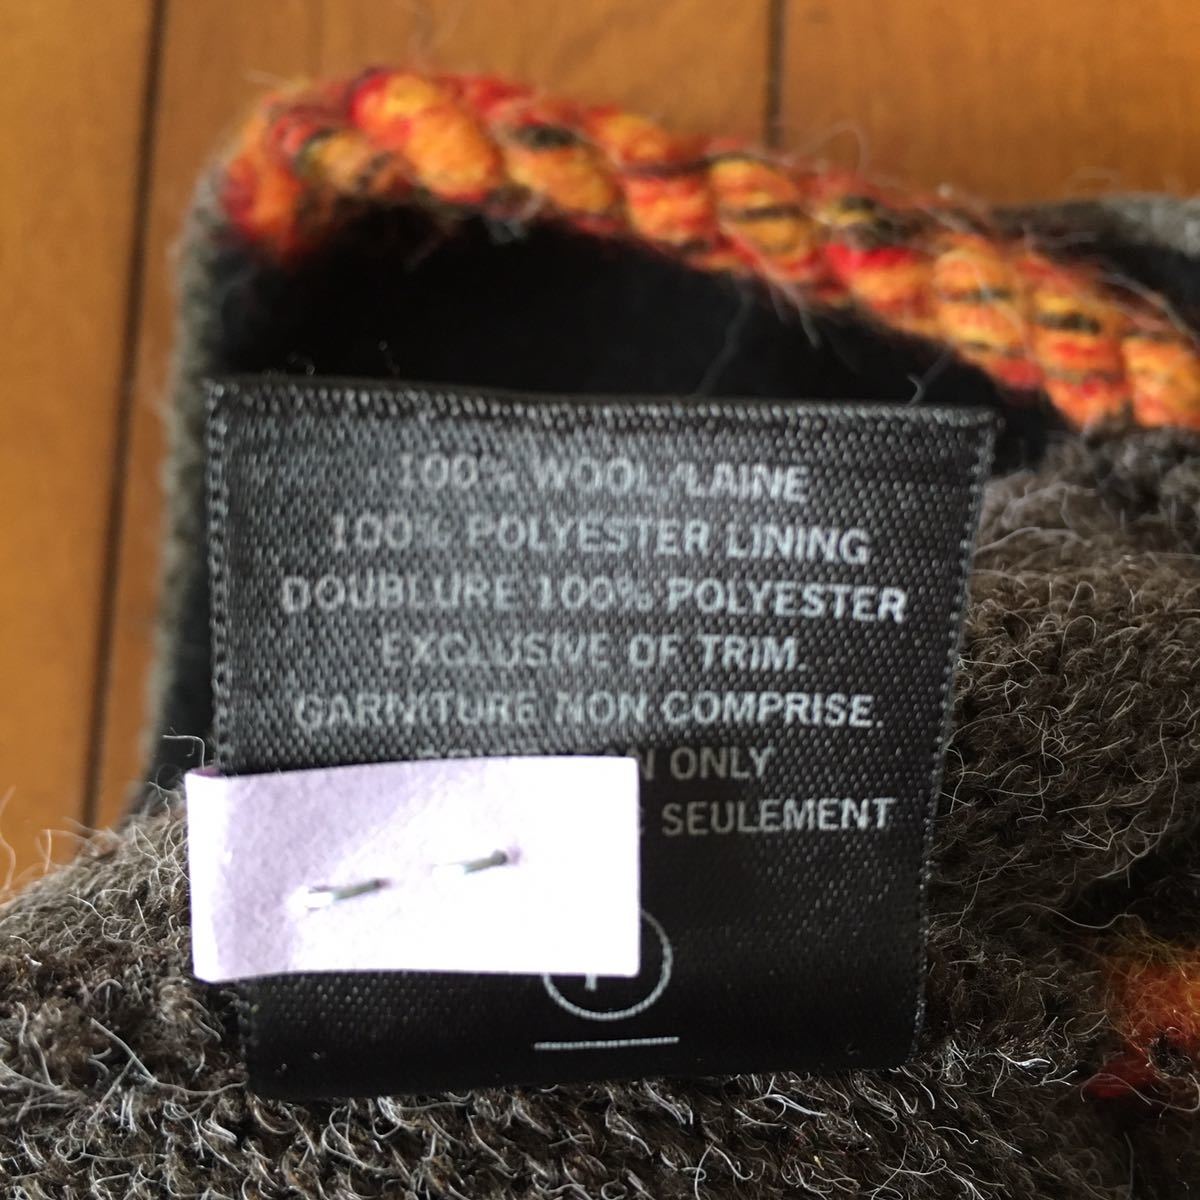 100% WOOL/LAINE
100% POLYESTER LINING
DOUBLURE 100% POLYESTER
EXCLUSIVE OF TRIM.
GARNITURE NON COMPRISE.
ONLY
SEULEMENT